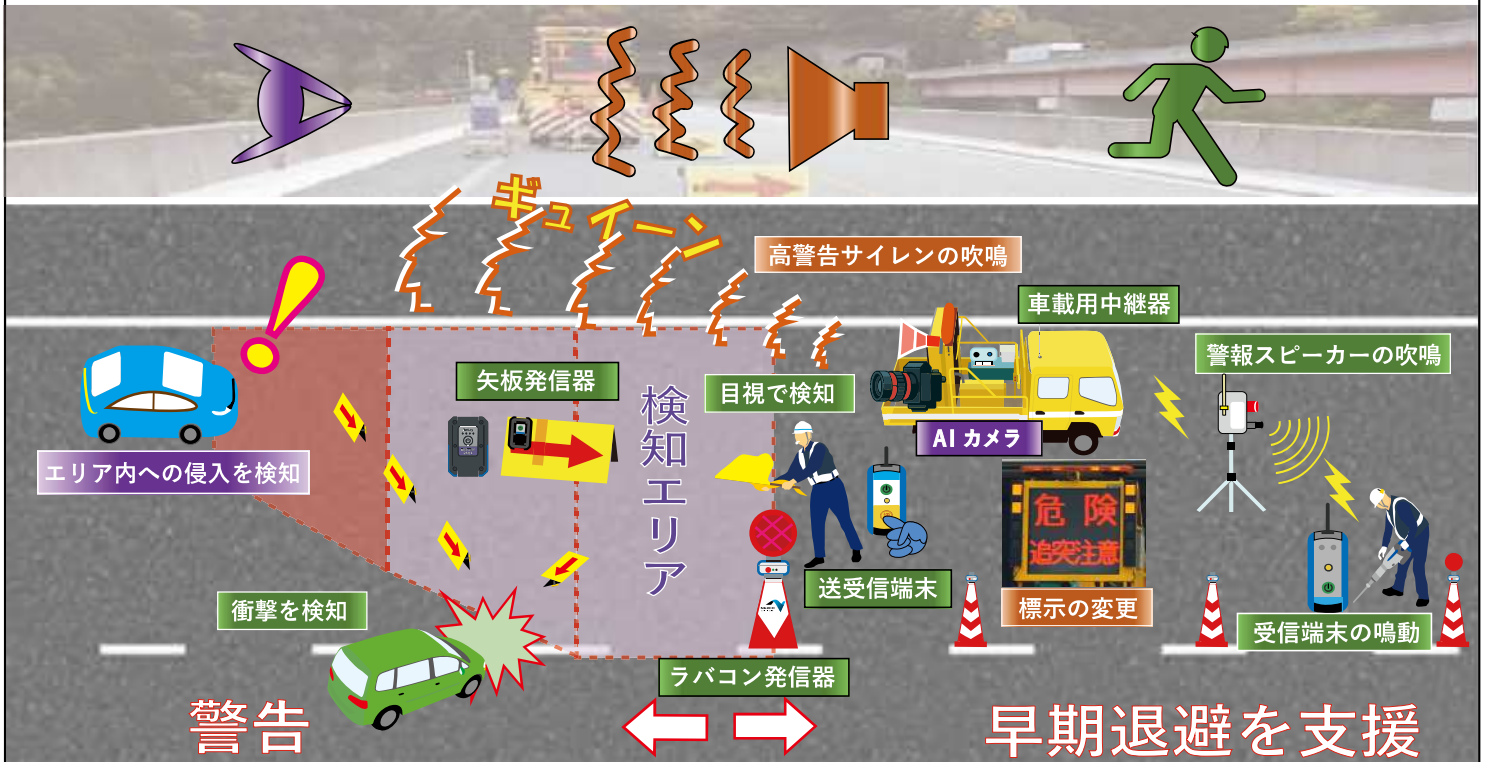 ギュイーン
高警告サイレンの吹鳴
車載用中継器
警報スピーカーの吹鳴
矢板発信器
検知エリア
目視で検知
AI カメラ
エリア内への侵入を検知
危険
追突注意
送受信端末
衝撃を検知
標示の変更
受信端末の鳴動
ラバコン発信器
警告
早期退避を支援